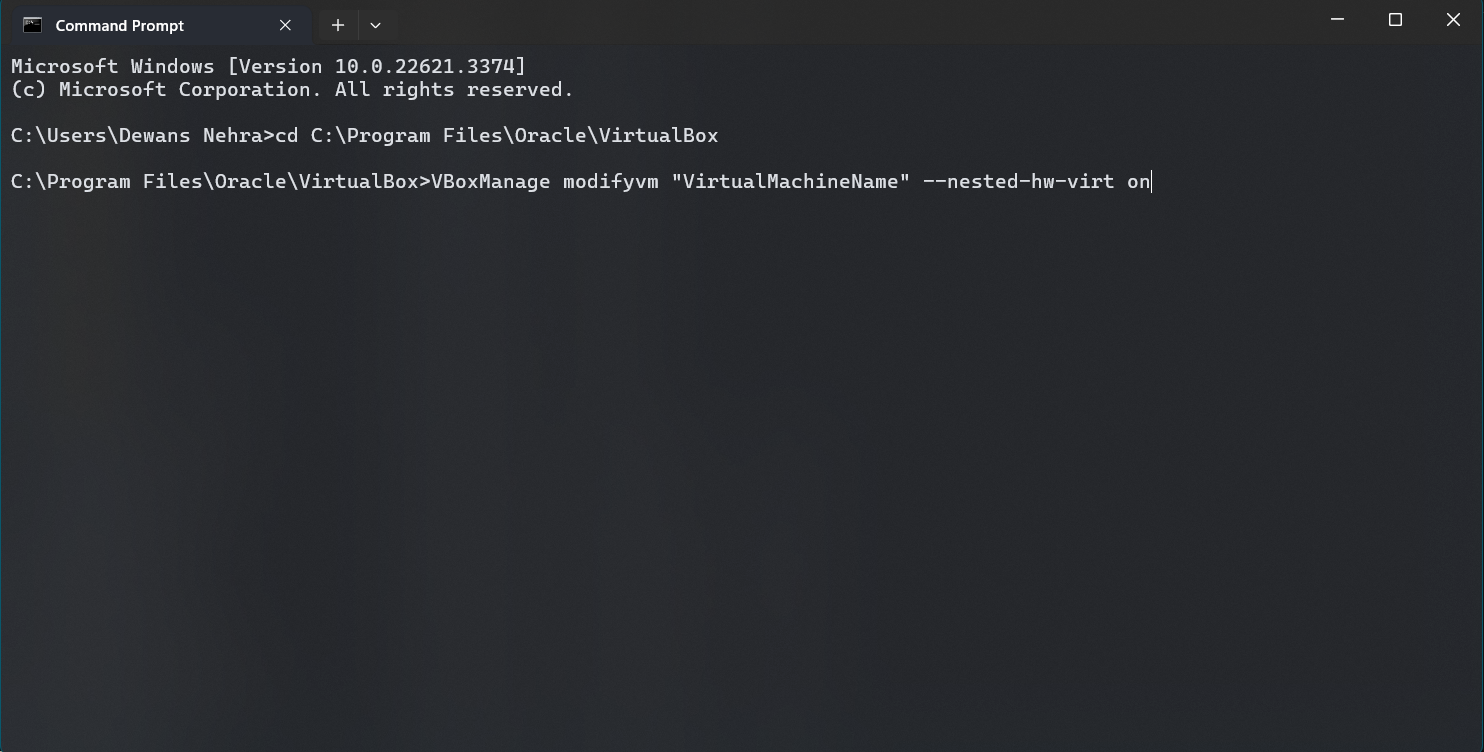 Command Prompt
Microsoft Windows [Version 10.0.22621.3374]
(c) Microsoft Corporation. All rights reserved.
C:\Users\Dewans Nehra>cd C:\Program Files\Oracle\VirtualBox
C:\Program Files\Oracle\VirtualBox>VBoxManage modifyvm "VirtualMachineName" --nested-hw-virt on